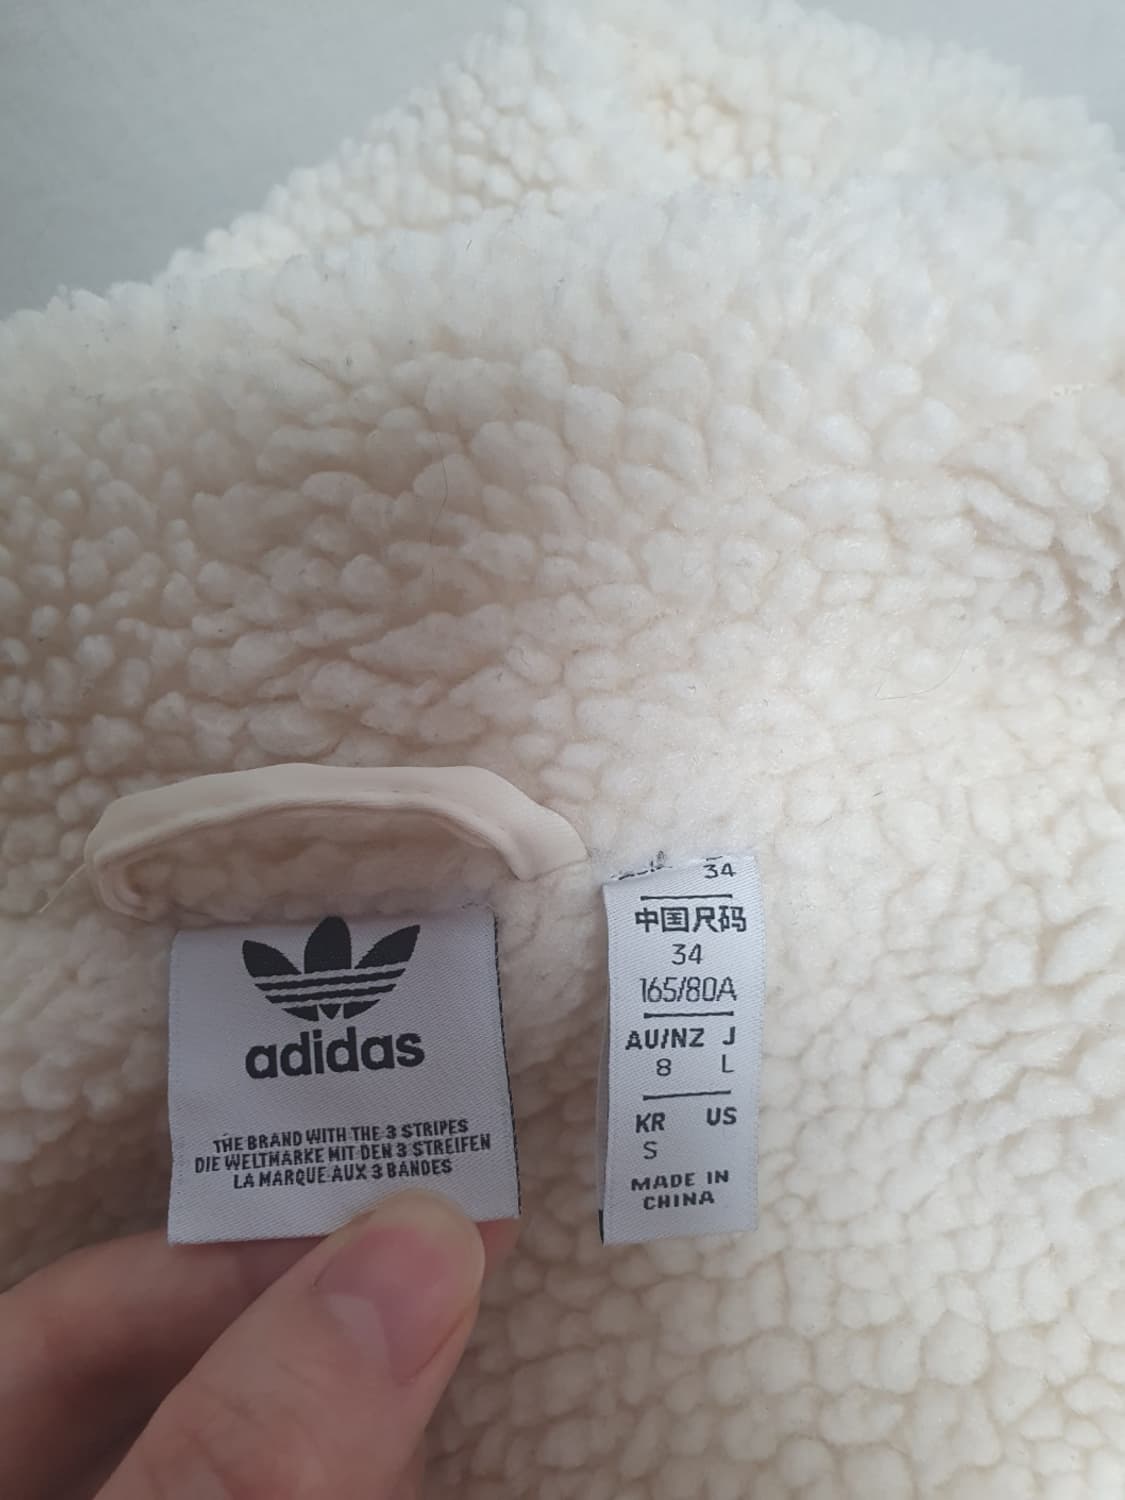 adidas
THE BRAND WITH THE 3 STRIPES
DIE WELTMARKE MIT DEN 3 STREIFEN
LA MARQUE AUX 3 BANDES
34
中国尺码
34
165/80A
AU/NZ J
8 L
KR US
S
MADE IN
CHINA